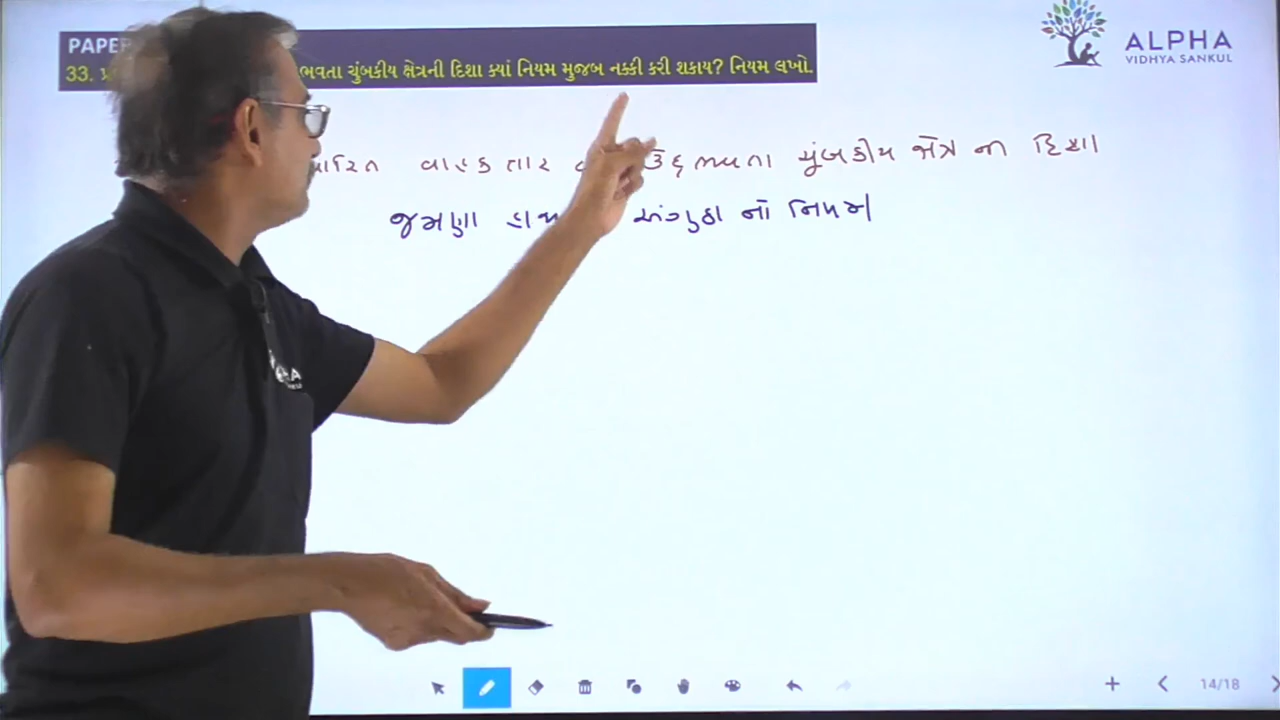 PAPER
33. ભવતા ચુંબકીય ક્ષેત્રની દિશા ક્યાં નિયમ મુજબ નક્કી કરી શકાય? નિયમ લખો.
ALPHA
VIDHYA SANKUL
વાહક તાર ઉદ્દભવતા ચુંબકીય ક્ષેત્ર ની દિશા
જમણા અંગુઠા નો નિયમ
14/18